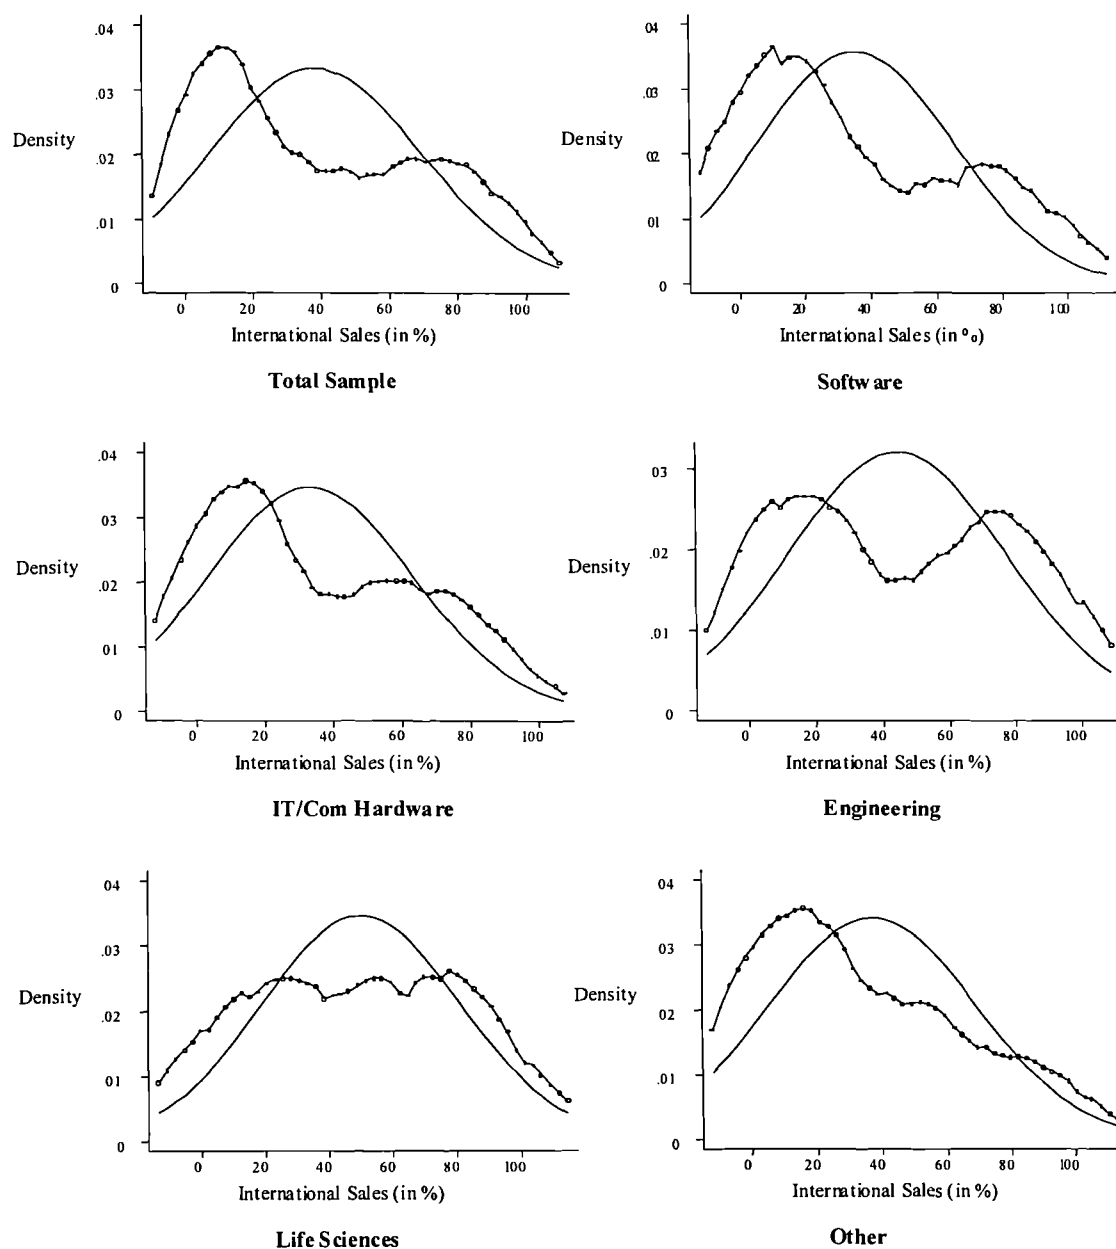 .04
.03
Density
.02
.01
0
0 20 40 60 80 100
International Sales (in %)
Total Sample
04
.03
Density
02
01
0
0 20 40 60 80 100
International Sales (in %)
Software
.04
.03
Density
.02
.01
0
0 20 40 60 80 100
International Sales (in %)
IT/Com Hardware
03
Density
.02
.01
0
0 20 40 60 80 100
International Sales (in %)
Engineering
04
.03
Density
.02
.01
0
0 20 40 60 80 100
International Sales (in %)
Life Sciences
04
.03
Density
.02
.01
0
0 20 40 60 80 100
International Sales (in %)
Other